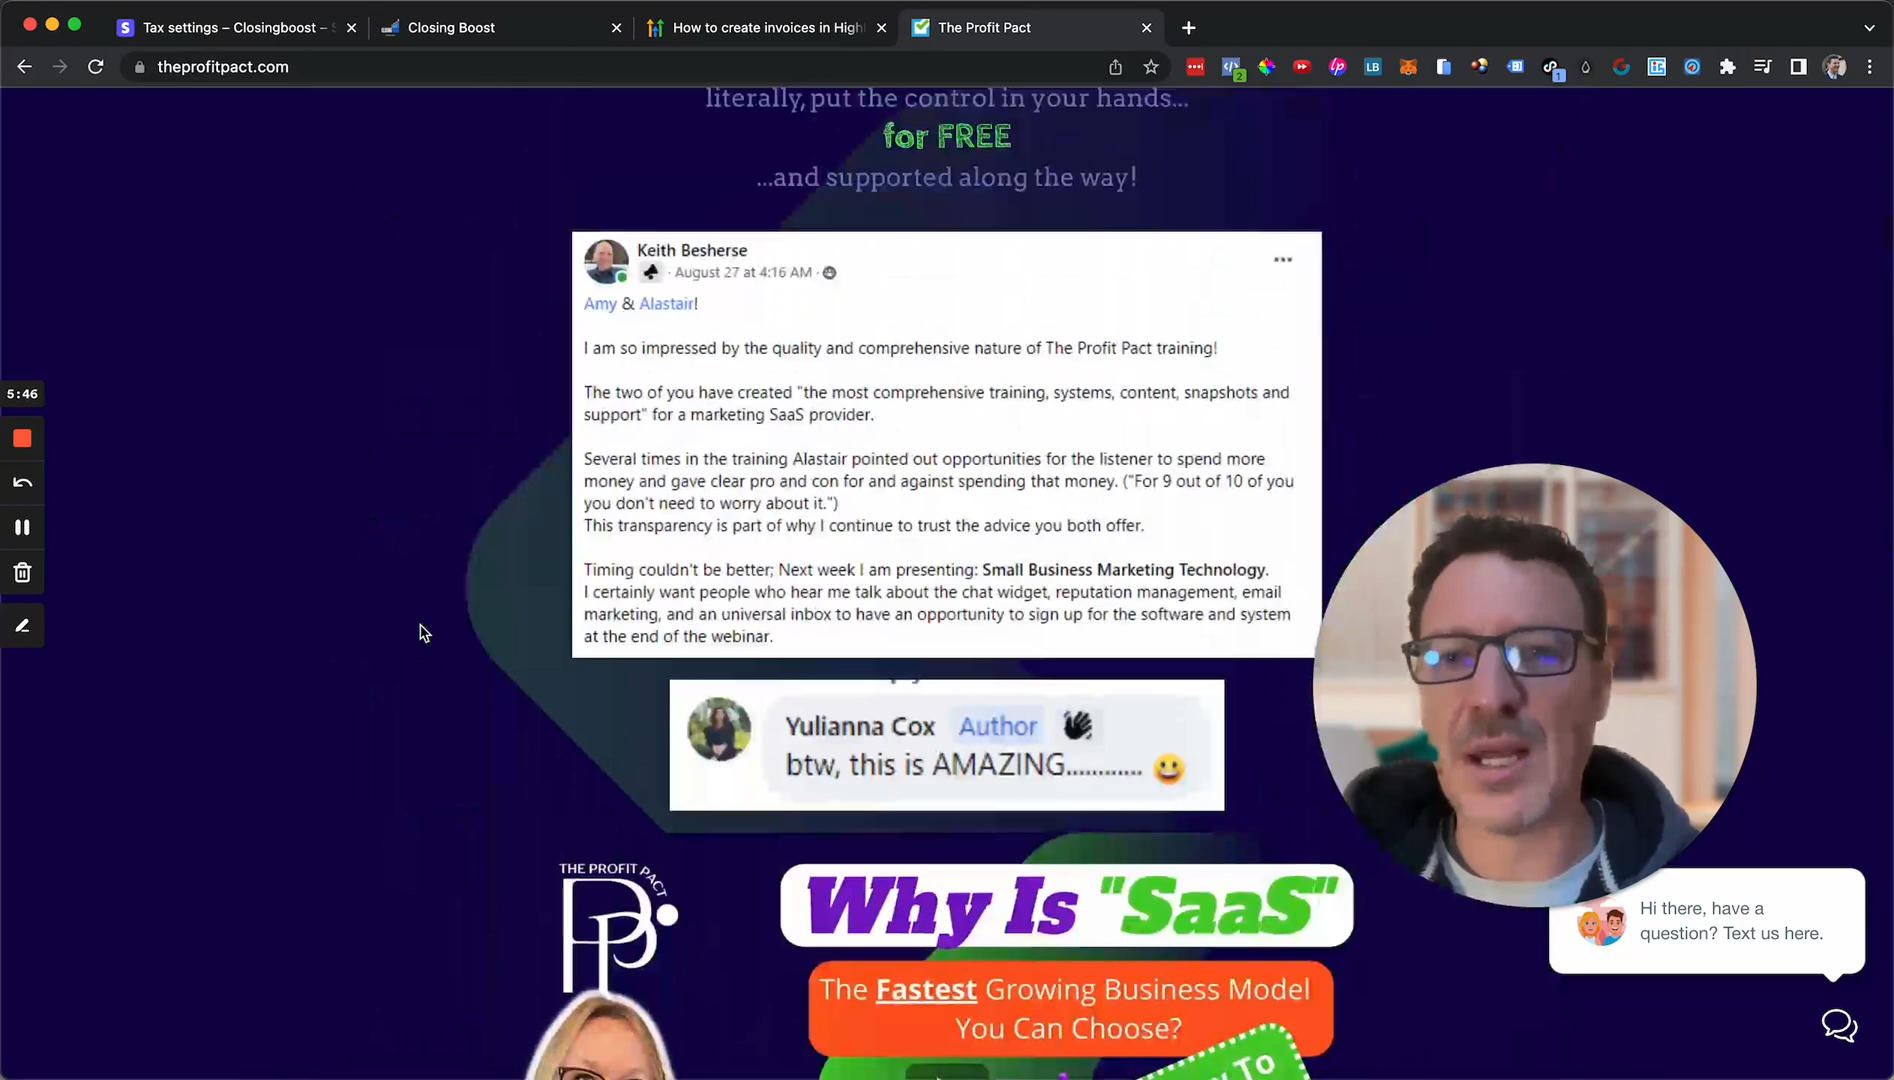 Tax settings – Closingboost –
Closing Boost
How to create invoices in High
The Profit Pact
theprofitpact.com
2
LB
1
literally, put the control in your hands...
for FREE
...and supported along the way!
Keith Besherse
· August 27 at 4:16 AM ·
Amy & Alastair!
I am so impressed by the quality and comprehensive nature of The Profit Pact training!
The two of you have created "the most comprehensive training, systems, content, snapshots and
support" for a marketing SaaS provider.
Several times in the training Alastair pointed out opportunities for the listener to spend more
money and gave clear pro and con for and against spending that money. ("For 9 out of 10 of you
you don't need to worry about it.")
This transparency is part of why I continue to trust the advice you both offer.
Timing couldn't be better; Next week I am presenting: Small Business Marketing Technology.
I certainly want people who hear me talk about the chat widget, reputation management, email
marketing, and an universal inbox to have an opportunity to sign up for the software and system
at the end of the webinar.
5:46
Yulianna Cox Author
btw, this is AMAZING............
THE PROFIT PACT
Why Is "SaaS"
The Fastest Growing Business Model
You Can Choose?
To
Hi there, have a
question? Text us here.